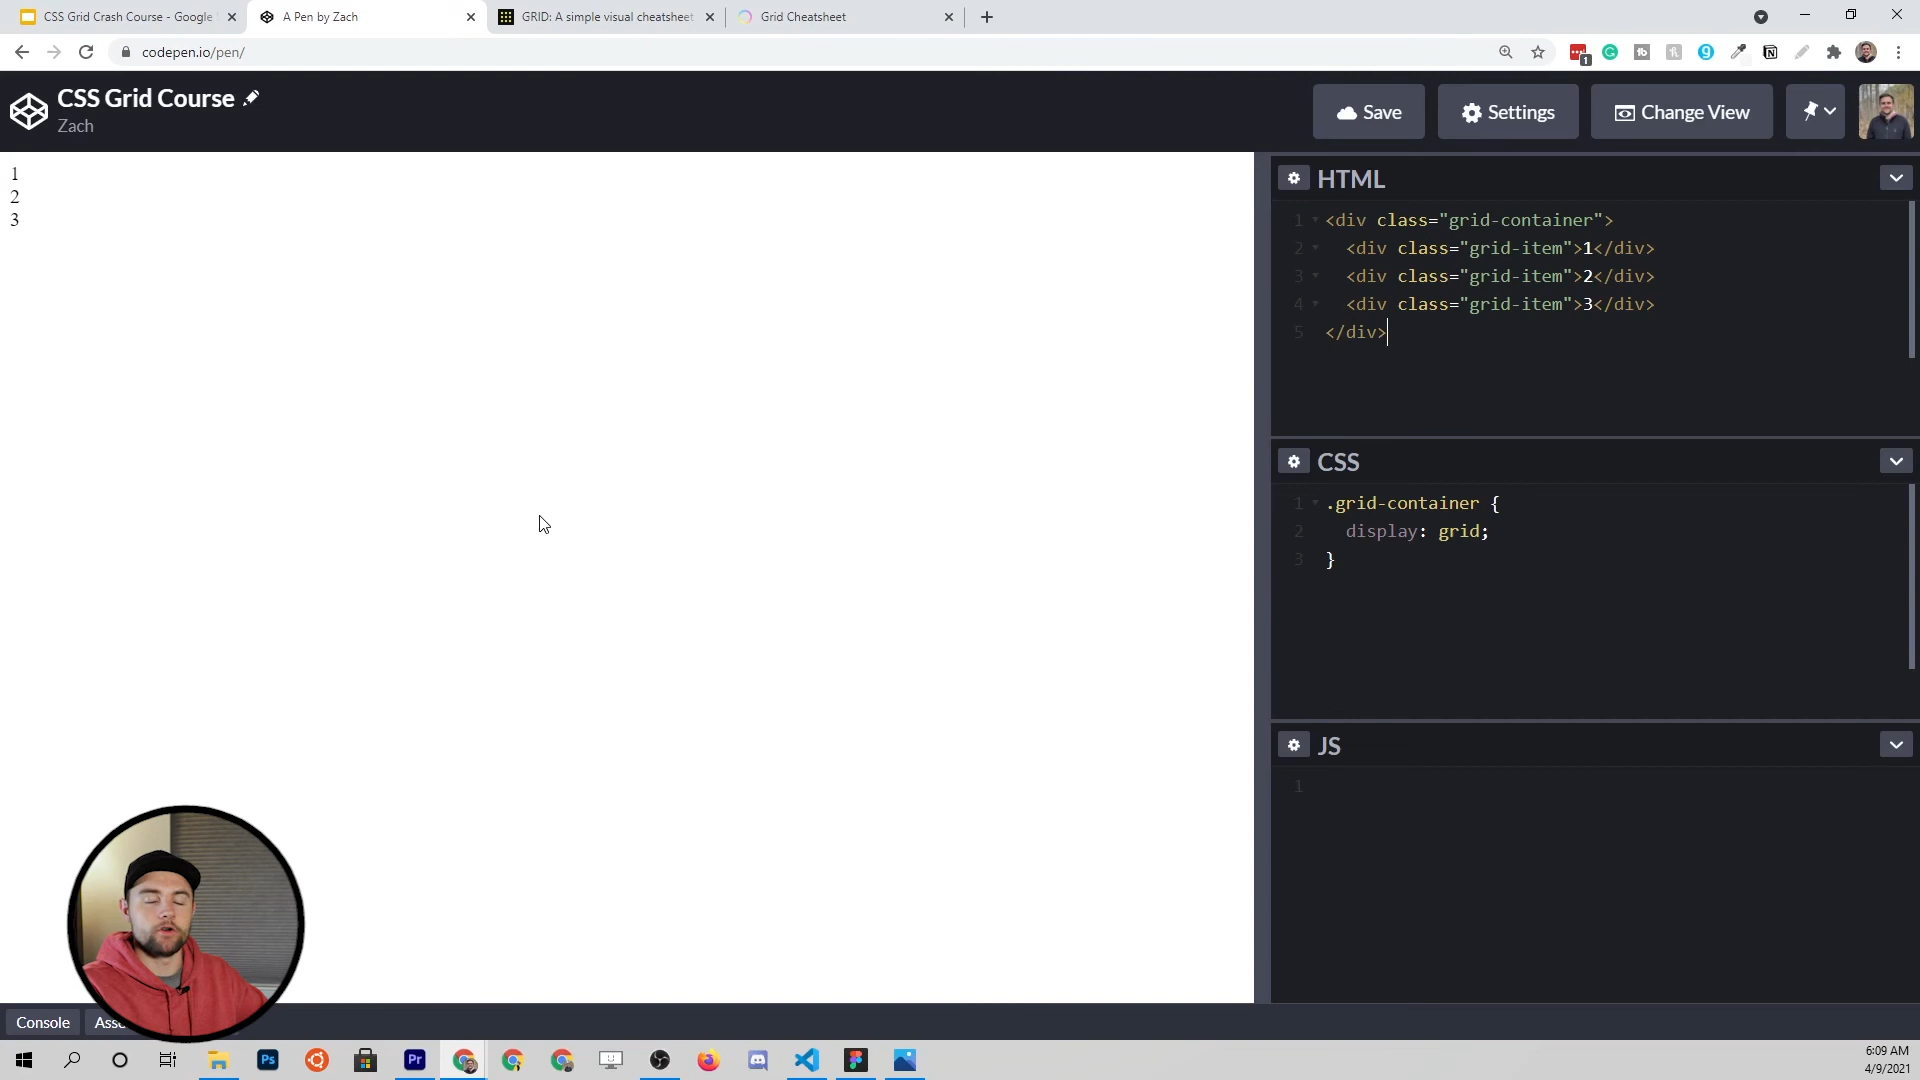 CSS Grid Crash Course - Google
A Pen by Zach
GRID: A simple visual cheatsheet
Grid Cheatsheet
codepen.io/pen/
1
CSS Grid Course
Zach
Save
Settings
Change View
1
2
3
HTML
1 <div class="grid-container">
2 <div class="grid-item">1</div>
3 <div class="grid-item">2</div>
4 <div class="grid-item">3</div>
5 </div>
CSS
1 .grid-container {
2 display: grid;
3 }
JS
1
Console
Ps
Pr
6:09 AM
4/9/2021